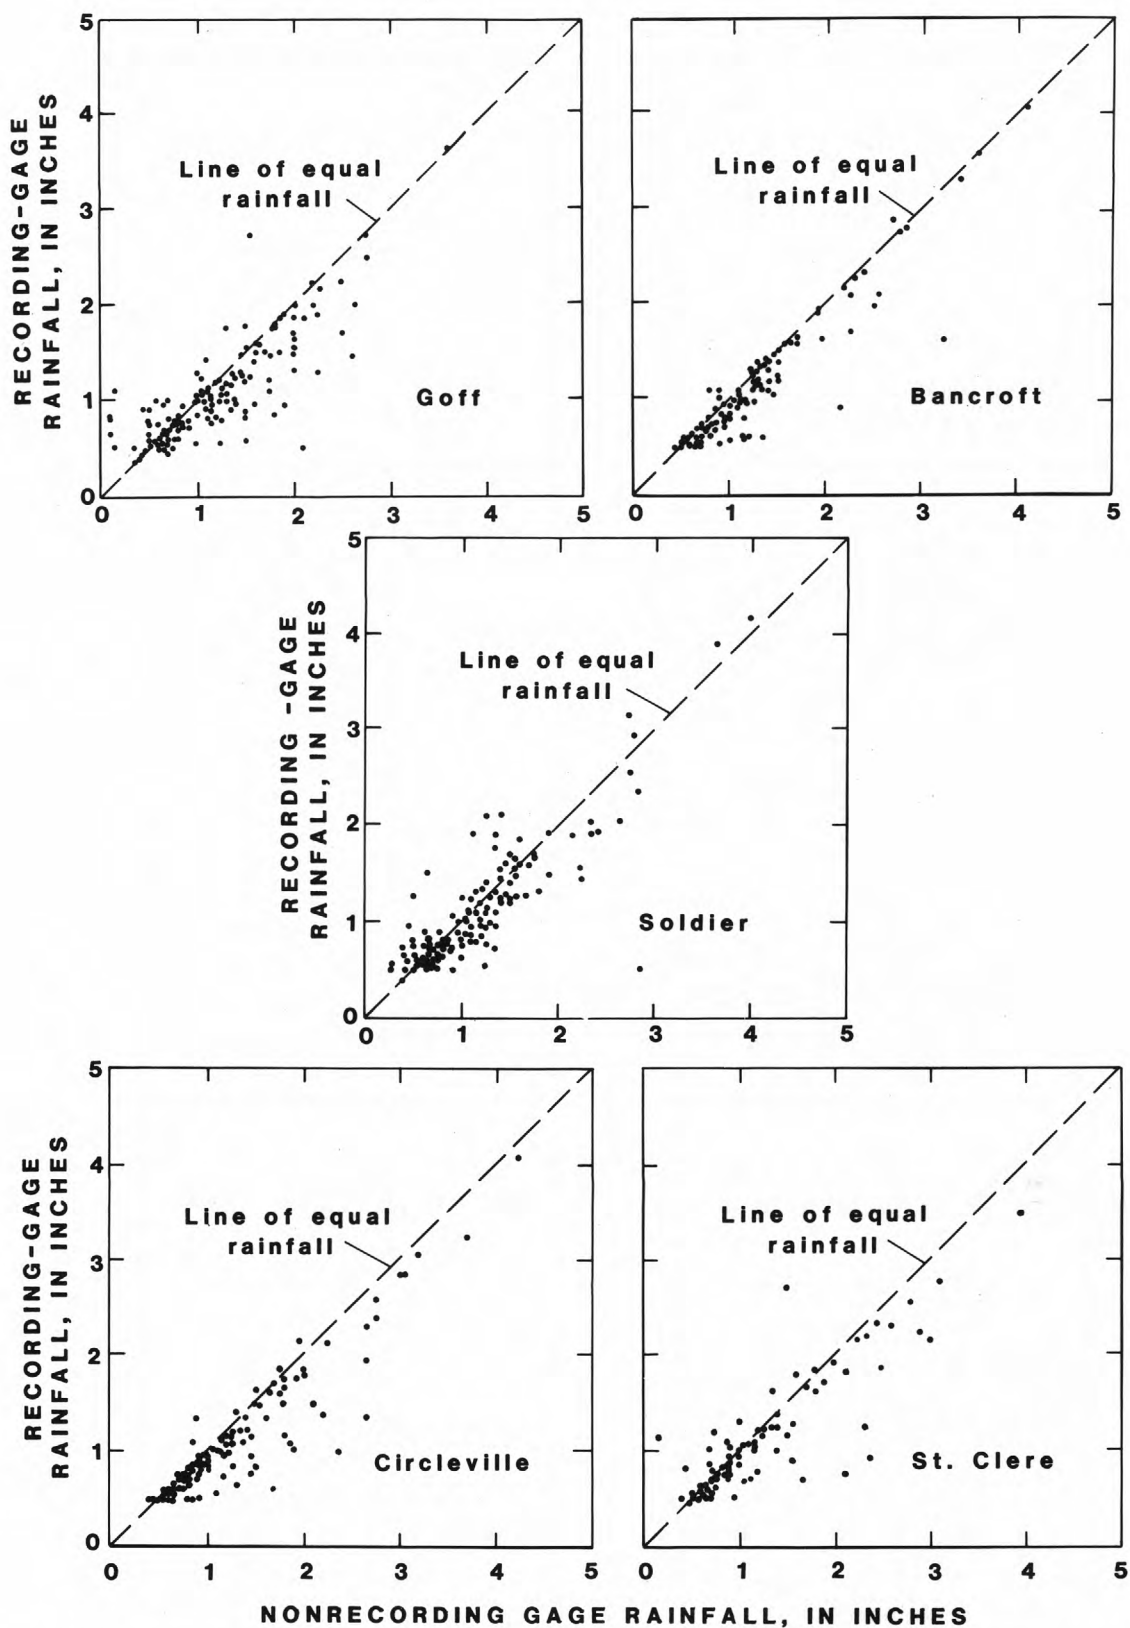 RECORDING-GAGE
RAINFALL, IN INCHES
5
4
3
2
1
0
Line of equal
rainfall
Goff
0 1 2 3 4 5
Line of equal
rainfall
Bancroft
0 1 2 3 4 5
RECORDING -GAGE
RAINFALL, IN INCHES
5
4
3
2
1
0
Line of equal
rainfall
Soldier
0 1 2 3 4 5
RECORDING-GAGE
RAINFALL, IN INCHES
5
4
3
2
1
0
Line of equal
rainfall
Circleville
0 1 2 3 4 5
Line of equal
rainfall
St. Clere
0 1 2 3 4 5
NONRECORDING GAGE RAINFALL, IN INCHES